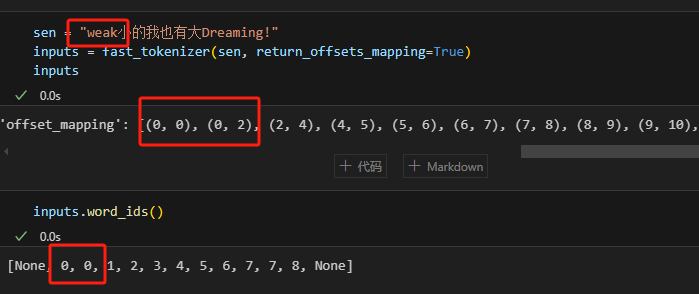 sen = "weak小的我也有大Dreaming!"
inputs = fast_tokenizer(sen, return_offsets_mapping=True)
inputs
0.0s
'offset_mapping': [(0, 0), (0, 2), (2, 4), (4, 5), (5, 6), (6, 7), (7, 8), (8, 9), (9, 10),
代码 Markdown
inputs.word_ids()
0.0s
[None, 0, 0, 1, 2, 3, 4, 5, 6, 7, 7, 8, None]